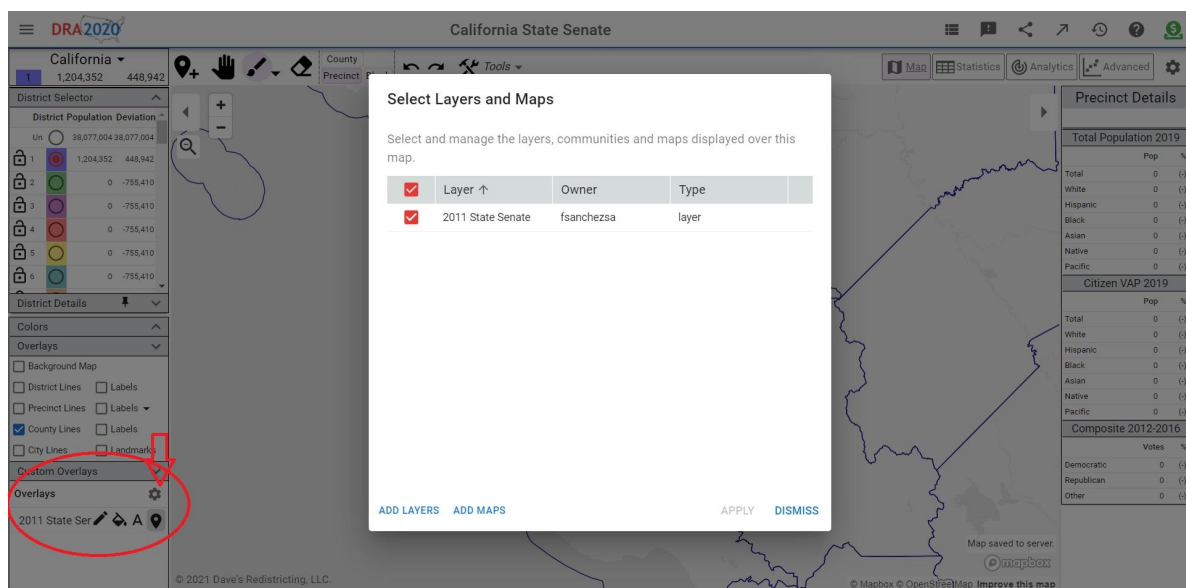 DRA2020
California State Senate
California
1 1,204,352 448,942
County
Precinct
Tools
Map Statistics Analytics Advanced
District Selector
District Population Deviation
Un 38,077,004 38,077,004
1 1,204,352 448,942
2 0 -755,410
3 0 -755,410
4 0 -755,410
5 0 -755,410
6 0 -755,410
District Details
Colors
Overlays
Background Map
District Lines Labels
Precinct Lines Labels
County Lines Labels
City Lines Landmarks
Custom Overlays
Overlays
2011 State Ser A
+
−
Select Layers and Maps
Select and manage the layers, communities and maps displayed over this
map.
Layer ↑ Owner Type
2011 State Senate fsanchezsa layer
ADD LAYERS ADD MAPS APPLY DISMISS
Precinct Details
Total Population 2019
Pop %
Total 0 (-)
White 0 (-)
Hispanic 0 (-)
Black 0 (-)
Asian 0 (-)
Native 0 (-)
Pacific 0 (-)
Citizen VAP 2019
Pop %
Total 0 (-)
White 0 (-)
Hispanic 0 (-)
Black 0 (-)
Asian 0 (-)
Native 0 (-)
Pacific 0 (-)
Composite 2012-2016
Votes %
Democratic 0 (-)
Republican 0 (-)
Other 0 (-)
Map saved to server.
mapbox
© 2021 Dave's Redistricting, LLC.
© Mapbox © OpenStreetMap Improve this map